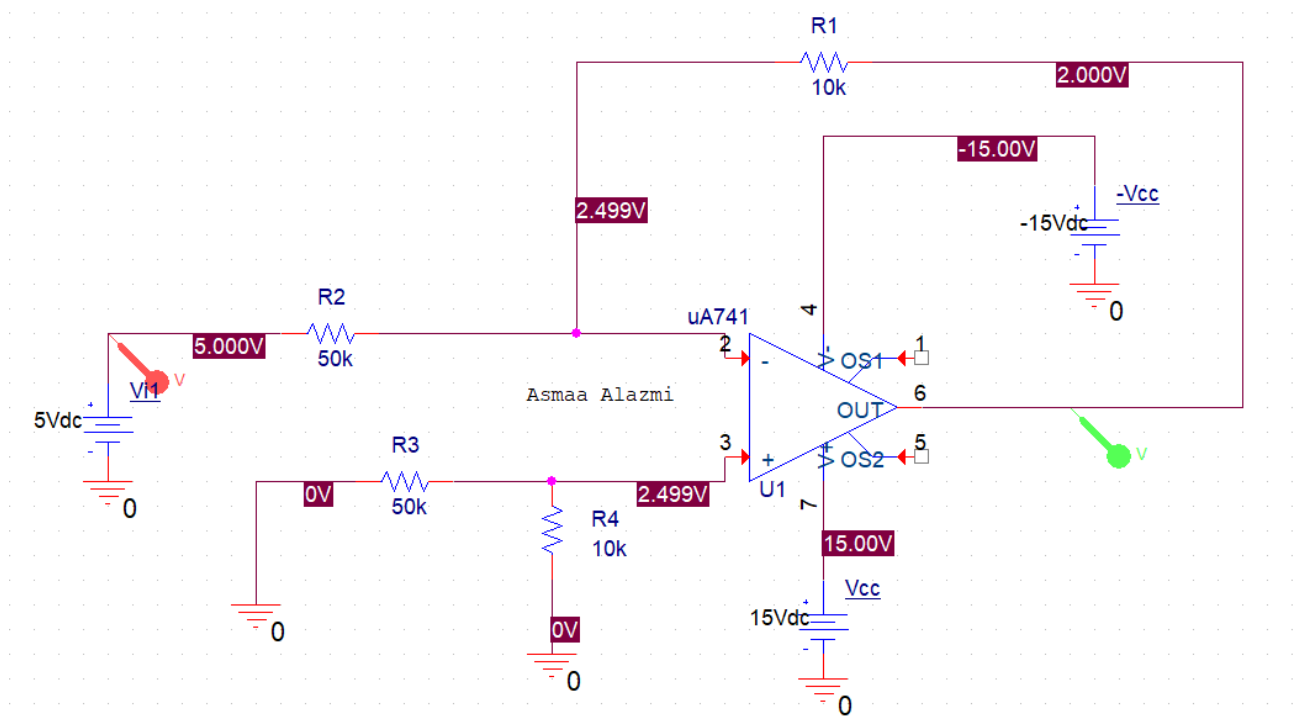 R1
10k
2.000V
-15.00V
-Vcc
-15Vdc
+
-
0
2.499V
R2
50k
5.000V
V
Vi1
5Vdc
+
-
0
Asmaa Alazmi
uA741
2
-
3
+
U1
4
V-
OS1
1
OUT
6
V+
OS2
5
7
V
R3
50k
0V
0
2.499V
R4
10k
0V
0
15.00V
Vcc
15Vdc
+
-
0